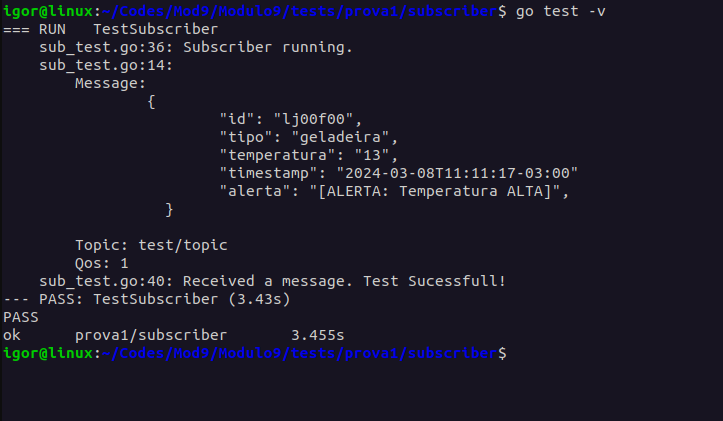 igor@linux:~/Codes/Mod9/Modulo9/tests/prova1/subscriber$ go test -v
=== RUN   TestSubscriber
    sub_test.go:36: Subscriber running.
    sub_test.go:14:
        Message:
                {
                        "id": "lj00f00",
                        "tipo": "geladeira",
                        "temperatura": "13",
                        "timestamp": "2024-03-08T11:11:17-03:00"
                        "alerta": "[ALERTA: Temperatura ALTA]",
                  }
        Topic: test/topic
        Qos: 1
    sub_test.go:40: Received a message. Test Sucessfull!
--- PASS: TestSubscriber (3.43s)
PASS
ok      prova1/subscriber       3.455s
igor@linux:~/Codes/Mod9/Modulo9/tests/prova1/subscriber$